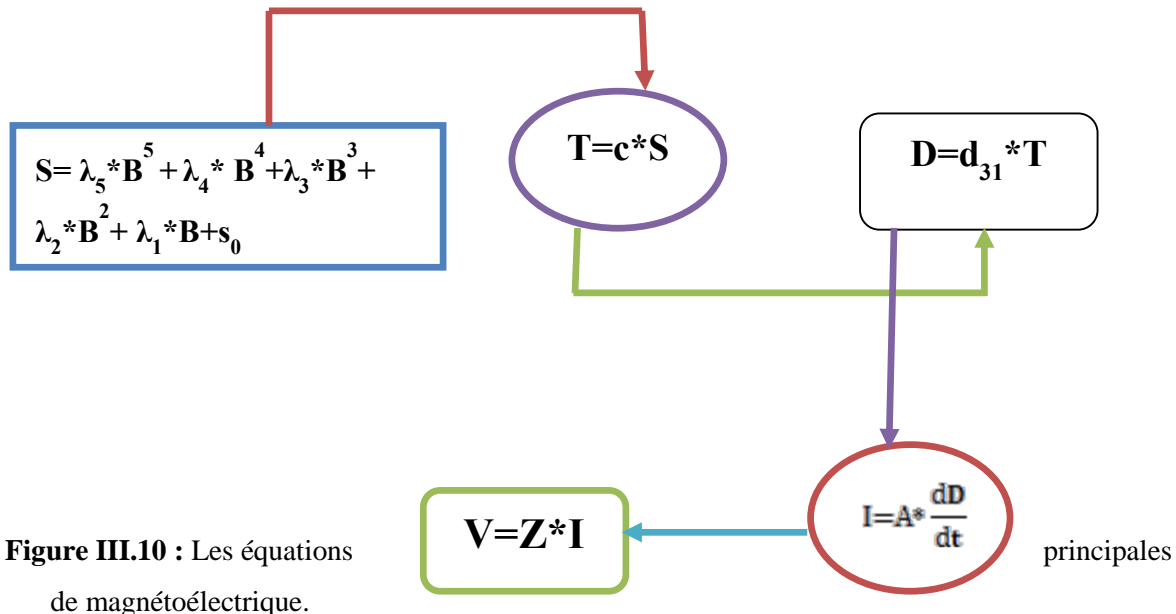 S= λ₅*B⁵ + λ₄* B⁴ +λ₃*B³+
λ₂*B²+ λ₁*B+s₀
T=c*S
D=d₃₁*T
I=A* dD/dt
V=Z*I
Figure III.10 : Les équations principales
de magnétoélectrique.